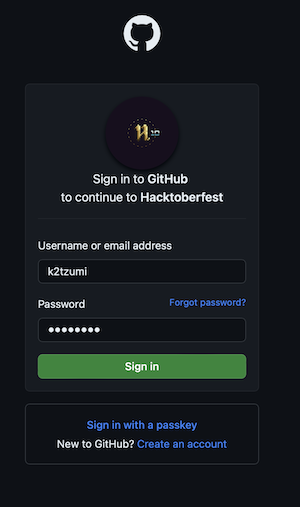 Sign in to GitHub
to continue to Hacktoberfest
Username or email address
k2tzumi
Password Forgot password?
●●●●●●●●
Sign in
Sign in with a passkey
New to GitHub? Create an account